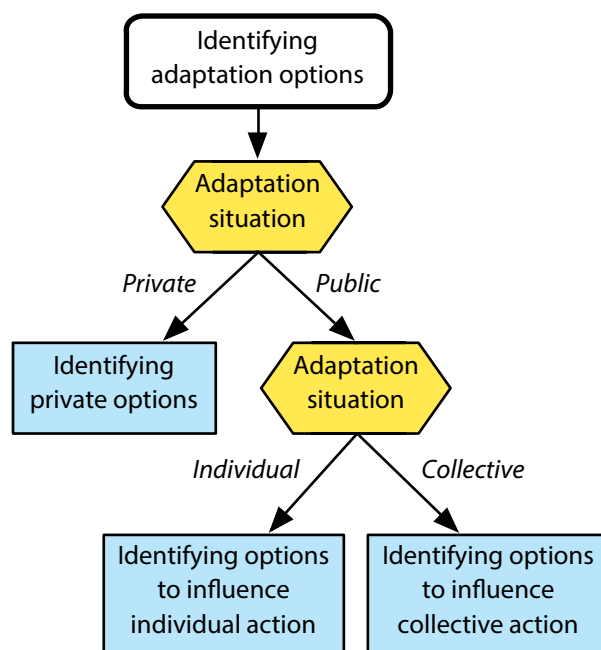 Identifying
adaptation options
Adaptation
situation
Private
Public
Identifying
private options
Adaptation
situation
Individual
Collective
Identifying options
to influence
individual action
Identifying options
to influence
collective action